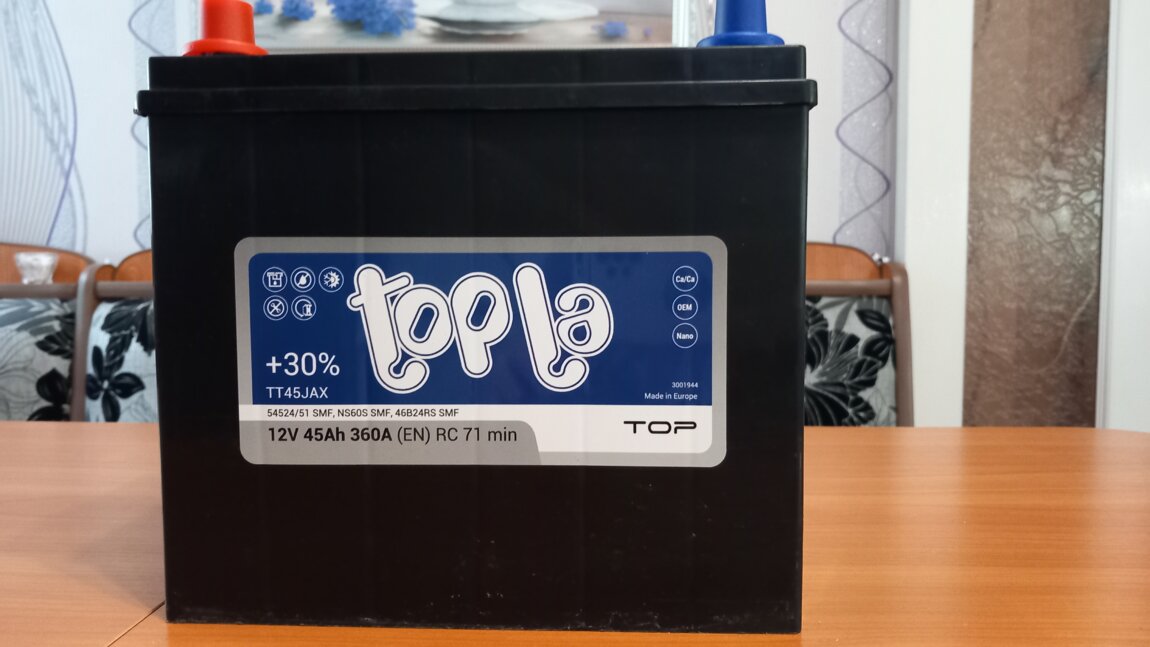 topla
Ca/Ca
OEM
Nano
+30%
TT45JAX
3001944
Made in Europe
54524/51 SMF, NS60S SMF, 46B24RS SMF
12V 45Ah 360A (EN) RC 71 min
TOP